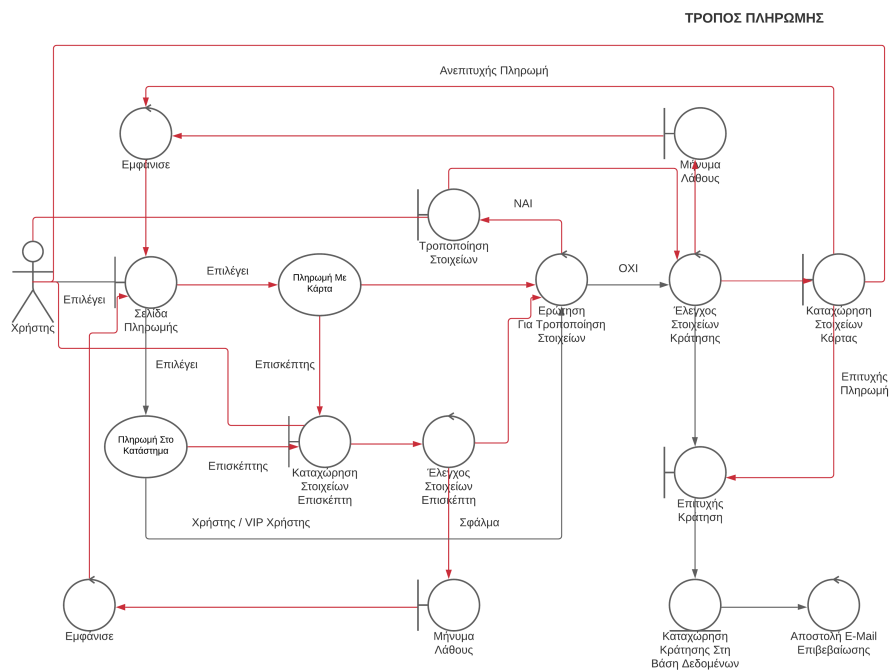 ΤΡΟΠΟΣ ΠΛΗΡΩΜΗΣ
Ανεπιτυχής Πληρωμή
Εμφάνισε
Μήνυμα
Λάθους
ΝΑΙ
Τροποποίηση
Στοιχείων
Χρήστης
Επιλέγει
Σελίδα
Πληρωμής
Επιλέγει
Πληρωμή Με
Κάρτα
Ερώτηση
Για Τροποποίηση
Στοιχείων
ΟΧΙ
Έλεγχος
Στοιχείων
Κράτησης
Καταχώρηση
Στοιχείων
Κάρτας
Επιλέγει
Επισκέπτης
Επιτυχής
Πληρωμή
Πληρωμή Στο
Κατάστημα
Επισκέπτης
Καταχώρηση
Στοιχείων
Επισκέπτη
Έλεγχος
Στοιχείων
Επισκέπτη
Επιτυχής
Κράτηση
Χρήστης / VIP Χρήστης
Σφάλμα
Εμφάνισε
Μήνυμα
Λάθους
Καταχώρηση
Κράτησης Στη
Βάση Δεδομένων
Αποστολή E-Mail
Επιβεβαίωσης